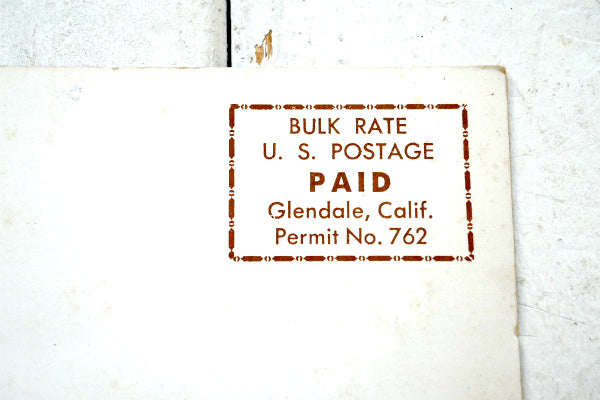 BULK RATE
U. S. POSTAGE
PAID
Glendale, Calif.
Permit No. 762